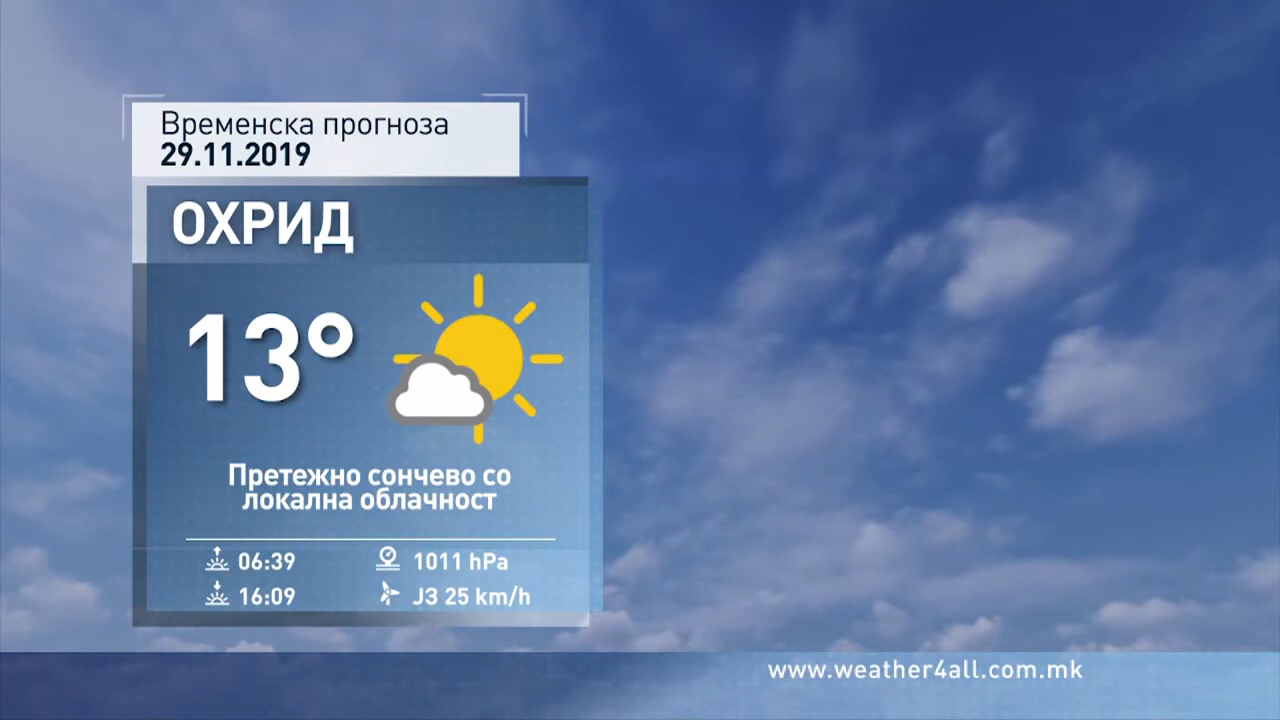 Временска прогноза
29.11.2019
ОХРИД
13°
Претежно сончево со
локална облачност
06:39
1011 hPa
16:09
ЈЗ 25 km/h
www.weather4all.com.mk